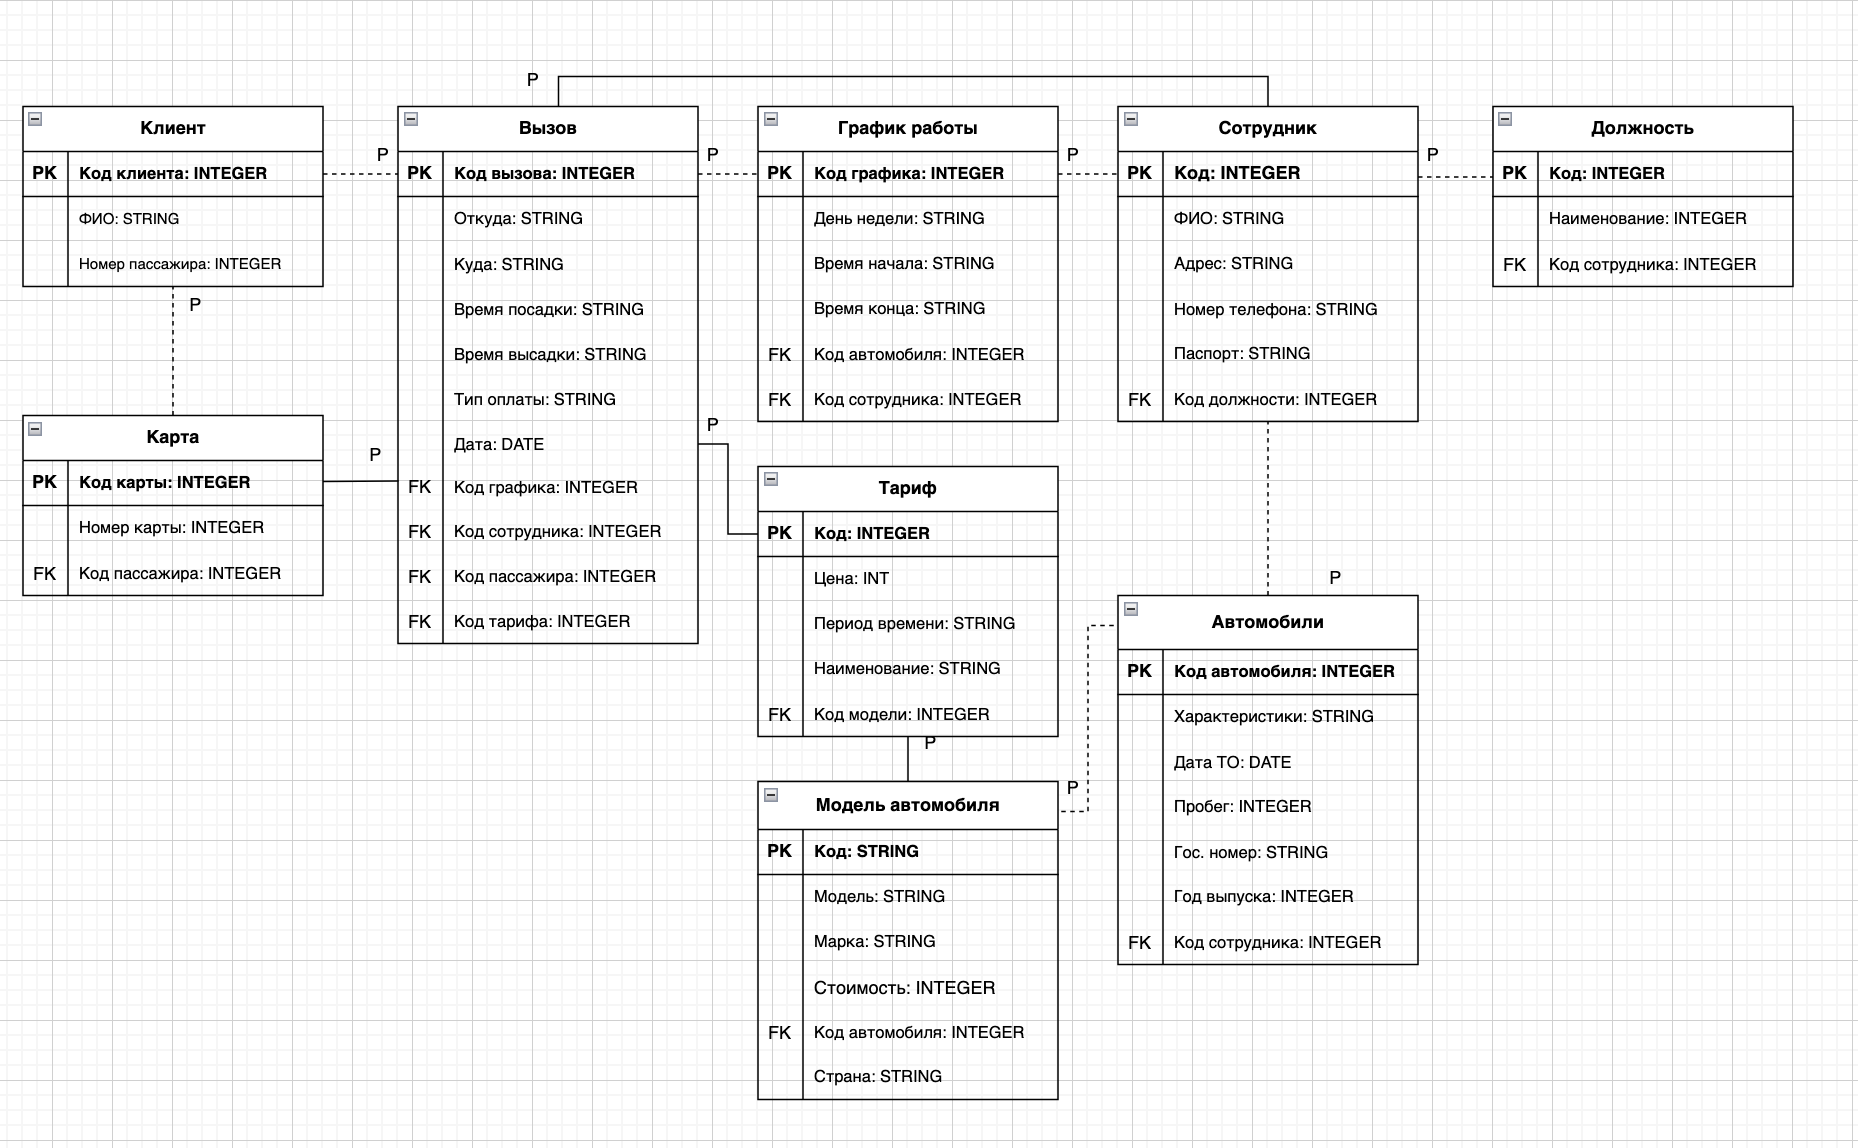 P
Клиент
PK Код клиента: INTEGER
ФИО: STRING
Номер пассажира: INTEGER
P
P
Карта
PK Код карты: INTEGER
Номер карты: INTEGER
FK Код пассажира: INTEGER
P
Вызов
PK Код вызова: INTEGER
Откуда: STRING
Куда: STRING
Время посадки: STRING
Время высадки: STRING
Тип оплаты: STRING
Дата: DATE
FK Код графика: INTEGER
FK Код сотрудника: INTEGER
FK Код пассажира: INTEGER
FK Код тарифа: INTEGER
P
P
График работы
PK Код графика: INTEGER
День недели: STRING
Время начала: STRING
Время конца: STRING
FK Код автомобиля: INTEGER
FK Код сотрудника: INTEGER
P
Тариф
PK Код: INTEGER
Цена: INT
Период времени: STRING
Наименование: STRING
FK Код модели: INTEGER
P
Модель автомобиля
PK Код: STRING
Модель: STRING
Марка: STRING
Стоимость: INTEGER
FK Код автомобиля: INTEGER
Страна: STRING
P
Сотрудник
PK Код: INTEGER
ФИО: STRING
Адрес: STRING
Номер телефона: STRING
Паспорт: STRING
FK Код должности: INTEGER
P
P
Автомобили
PK Код автомобиля: INTEGER
Характеристики: STRING
Дата ТО: DATE
Пробег: INTEGER
Гос. номер: STRING
Год выпуска: INTEGER
FK Код сотрудника: INTEGER
P
Должность
PK Код: INTEGER
Наименование: INTEGER
FK Код сотрудника: INTEGER